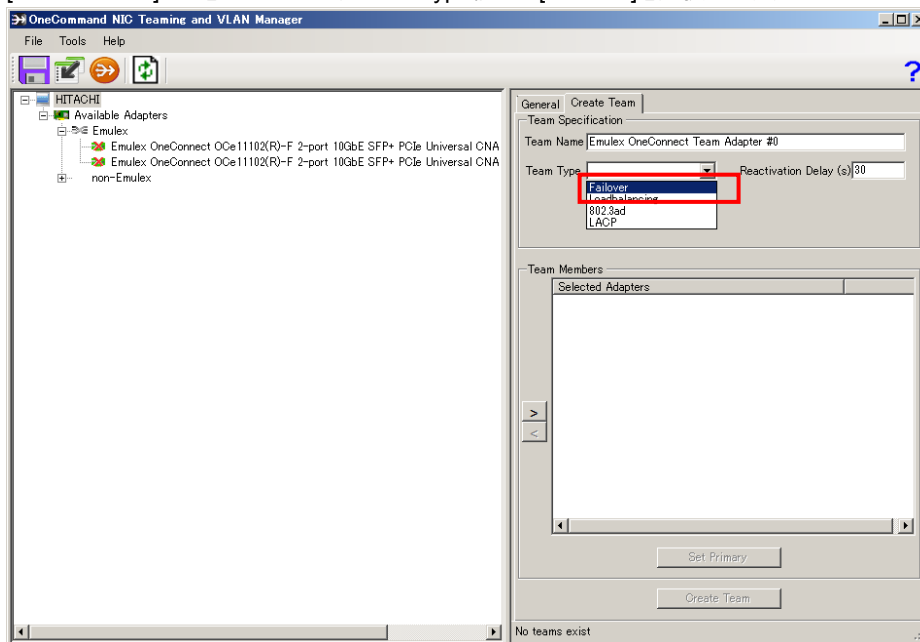 OneCommand NIC Teaming and VLAN Manager
File Tools Help
?
HITACHI
Available Adapters
Emulex
Emulex OneConnect OCe11102(R)-F 2-port 10GbE SFP+ PCIe Universal CNA
Emulex OneConnect OCe11102(R)-F 2-port 10GbE SFP+ PCIe Universal CNA
non-Emulex
General Create Team
Team Specification
Team Name Emulex OneConnect Team Adapter #0
Team Type Reactivation Delay (s) 30
Failover
Loadbalancing
802.3ad
LACP
Team Members
Selected Adapters
>
<
Set Primary
Create Team
No teams exist